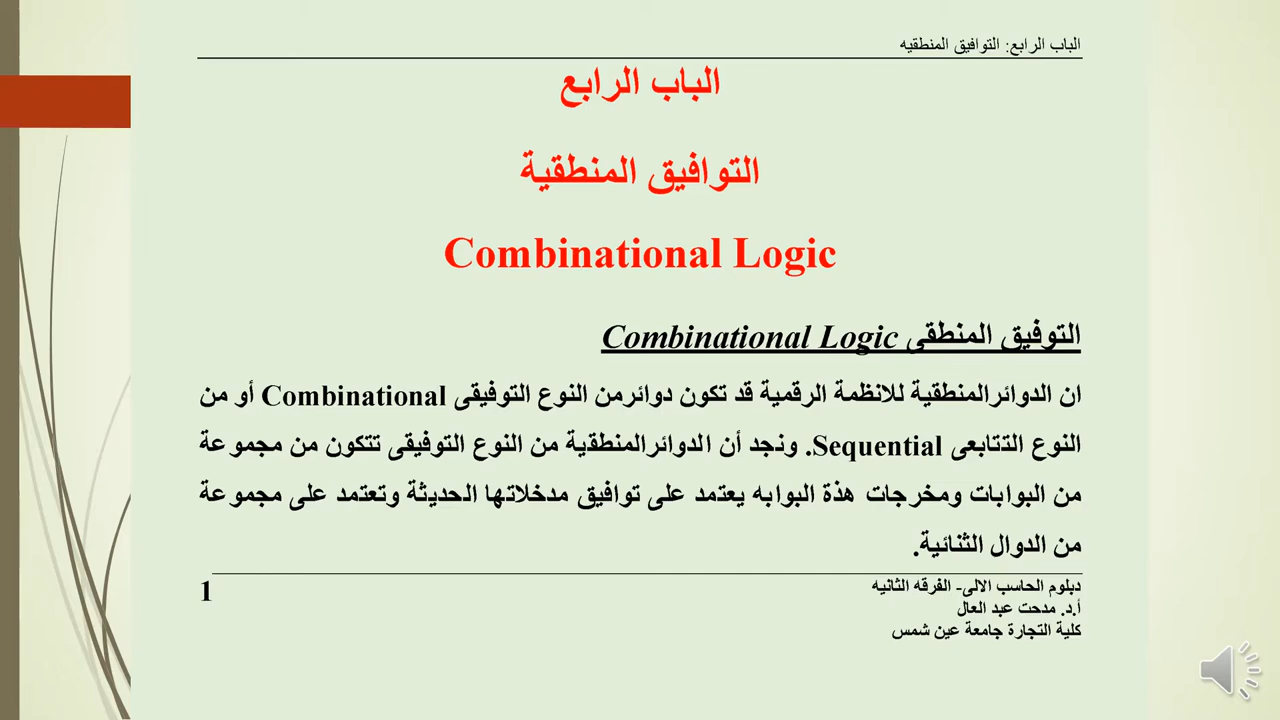 الباب الرابع: التوافيق المنطقيه
الباب الرابع
التوافيق المنطقية
Combinational Logic
التوفيق المنطقى Combinational Logic
ان الدوائرالمنطقية للانظمة الرقمية قد تكون دوائرمن النوع التوفيقى Combinational أو من
النوع التتابعى Sequential. ونجد أن الدوائرالمنطقية من النوع التوفيقى تتكون من مجموعة
من البوابات ومخرجات هذة البوابه يعتمد على توافيق مدخلاتها الحديثة وتعتمد على مجموعة
من الدوال الثنائية.
دبلوم الحاسب الالى- الفرقه الثانيه
أ.د. مدحت عبد العال
كلية التجارة جامعة عين شمس
1